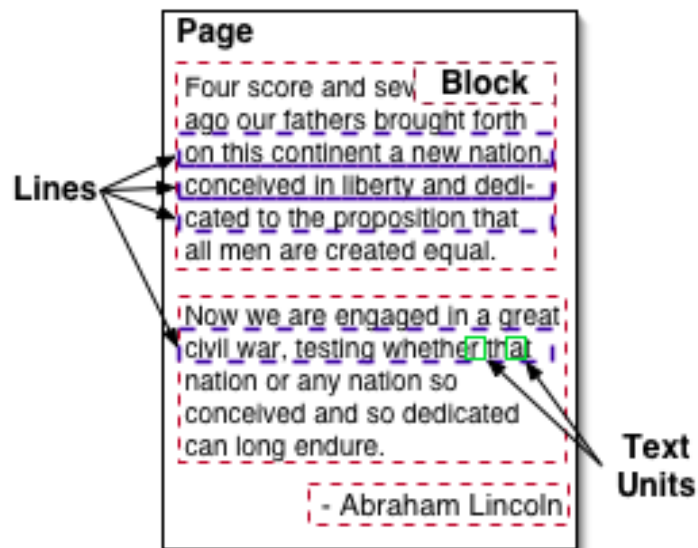 Page
Block
Four score and sev
ago our fathers brought forth
on this continent a new nation,
conceived in liberty and dedi-
cated to the proposition that
all men are created equal.
Lines
Now we are engaged in a great
civil war, testing whether that
nation or any nation so
conceived and so dedicated
can long endure.
Text
Units
- Abraham Lincoln